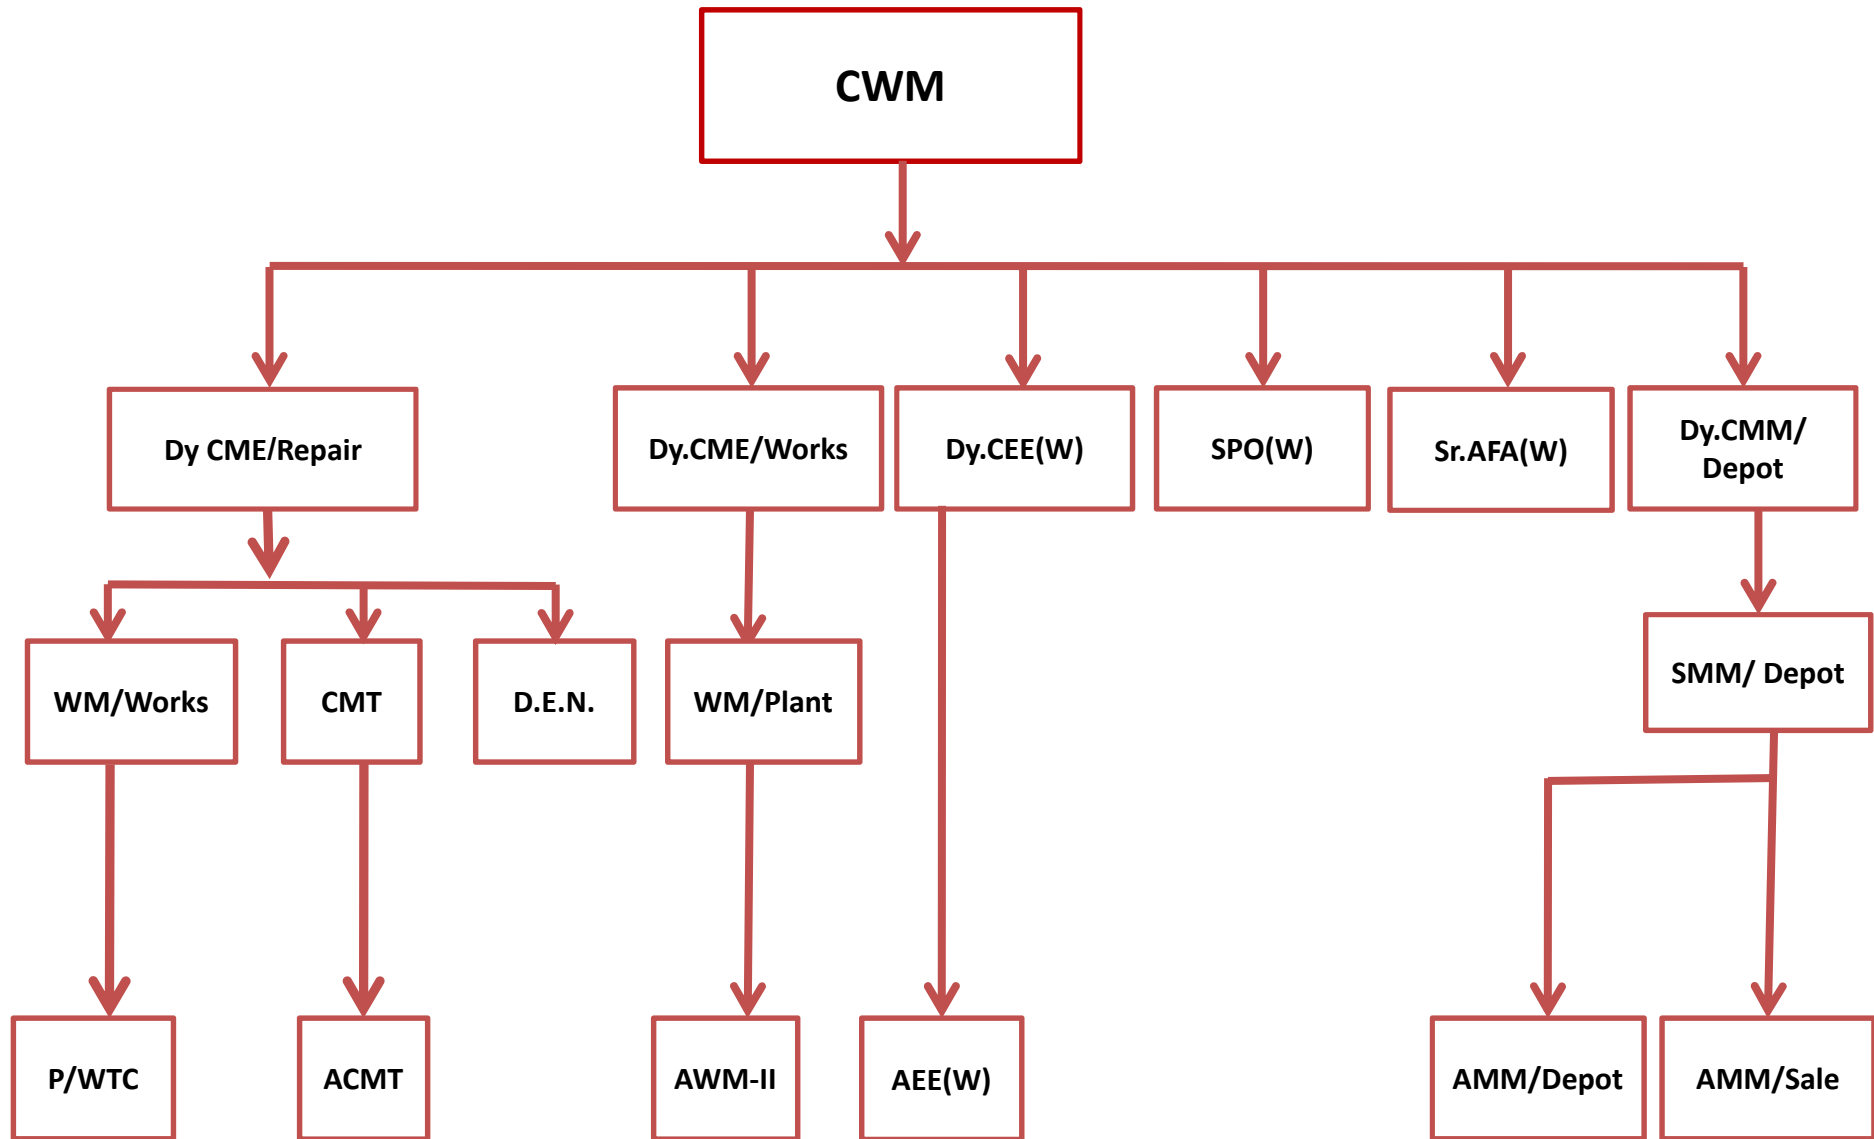 CWM
Dy CME/Repair
Dy.CME/Works
Dy.CEE(W)
SPO(W)
Sr.AFA(W)
Dy.CMM/
Depot
WM/Works
CMT
D.E.N.
WM/Plant
SMM/ Depot
P/WTC
ACMT
AWM-II
AEE(W)
AMM/Depot
AMM/Sale